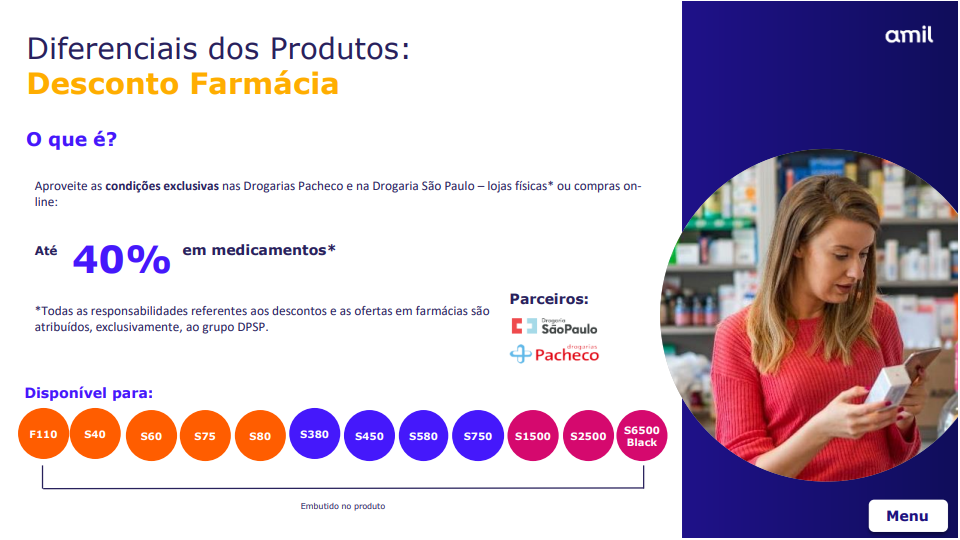 amil
Diferenciais dos Produtos:
Desconto Farmácia
O que é?
Aproveite as condições exclusivas nas Drogarias Pacheco e na Drogaria São Paulo – lojas físicas* ou compras on-
line:
Até 40% em medicamentos*
*Todas as responsabilidades referentes aos descontos e as ofertas em farmácias são
atribuídos, exclusivamente, ao grupo DPSP.
Parceiros:
Drogaria
SãoPaulo
drogarias
Pacheco
Disponível para:
F110 S40 S60 S75 S80 S380 S450 S580 S750 S1500 S2500 S6500
Black
Embutido no produto
Menu